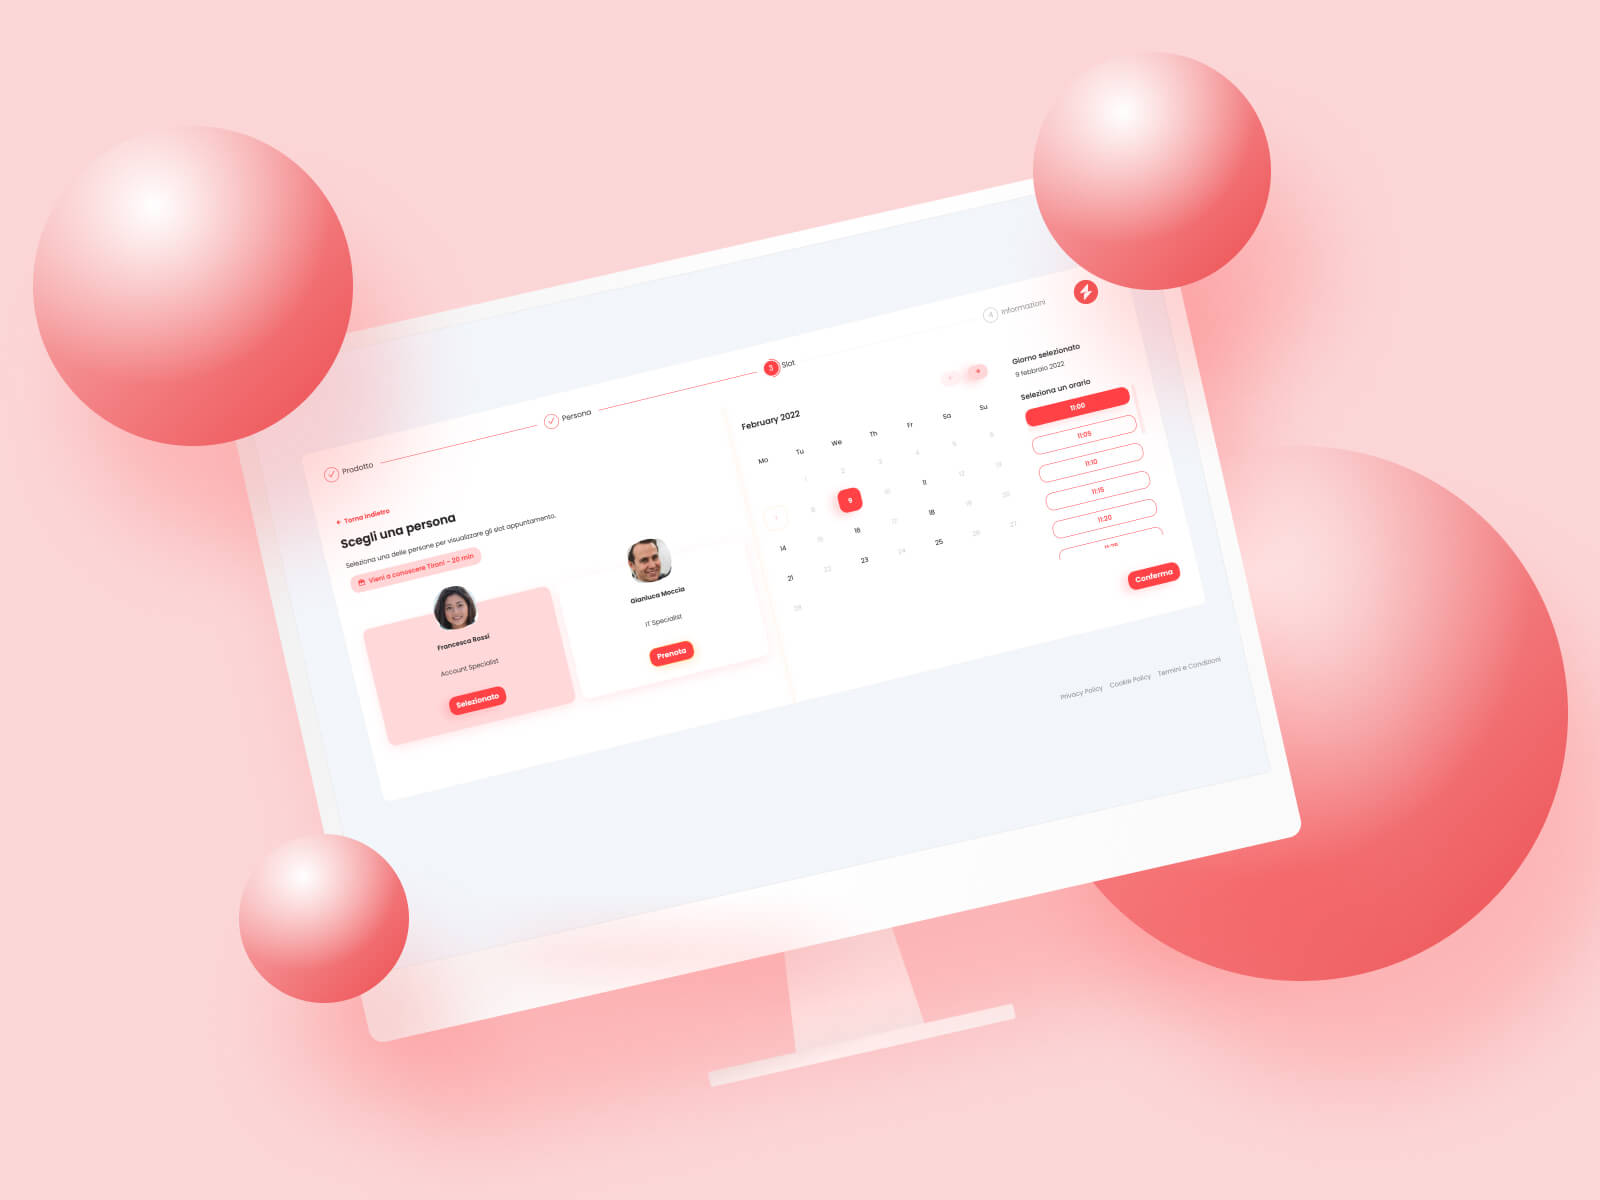 Prodotto
Persona
3 Slot
4 Informazioni
Torna indietro
Scegli una persona
Seleziona una delle persone per visualizzare gli slot appuntamento.
Vieni a conoscere Tirani - 20 min
Francesca Rossi
Account Specialist
Selezionato
Gianluca Moccia
IT Specialist
Prenota
February 2022
Mo Tu We Th Fr Sa Su
1 2 3 4 5 6
7 8 9 10 11 12 13
14 15 16 17 18 19 20
21 22 23 24 25 26 27
28
Giorno selezionato
9 febbraio 2022
Seleziona un orario
11:00
11:05
11:10
11:15
11:20
Conferma
Privacy Policy Cookie Policy Termini e Condizioni